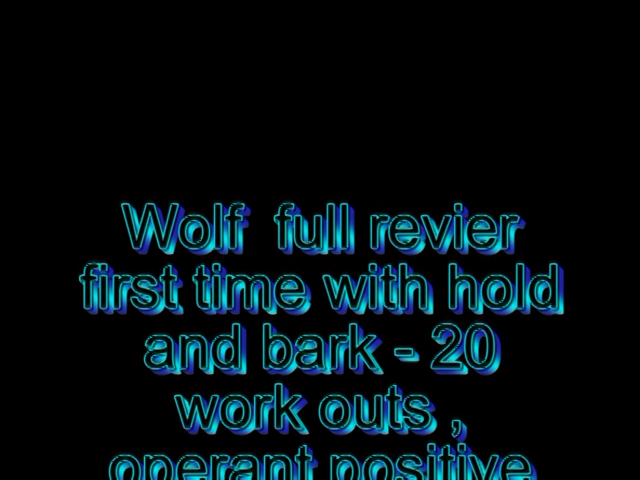 Wolf full revier
first time with hold
and bark - 20
work outs ,
operant positive